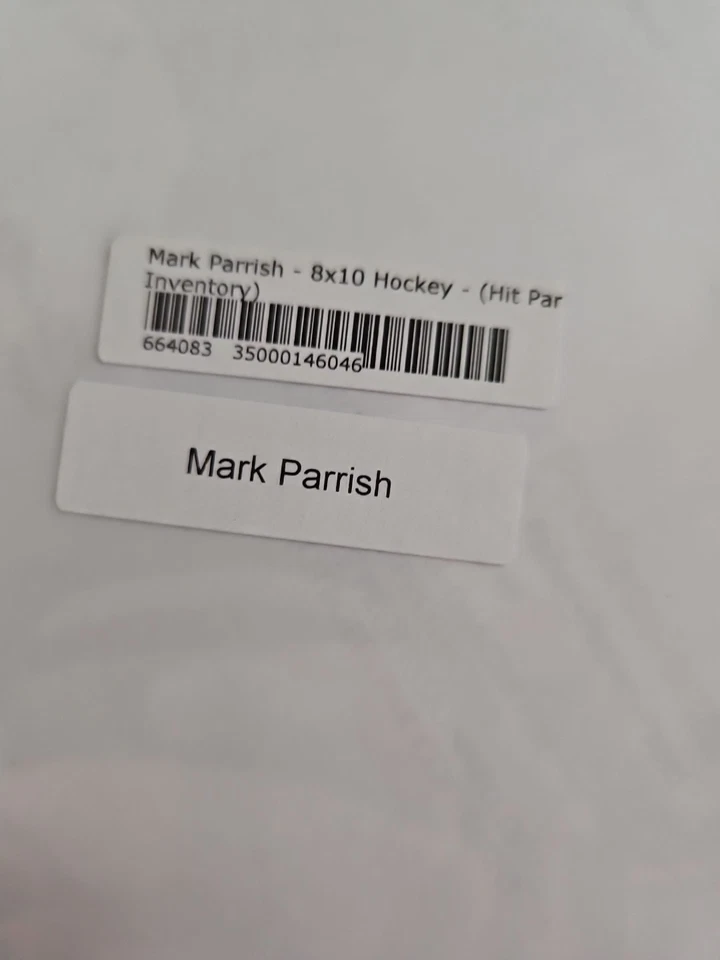 Mark Parrish - 8x10 Hockey - (Hit Par
Inventory)
664083 35000146046
Mark Parrish